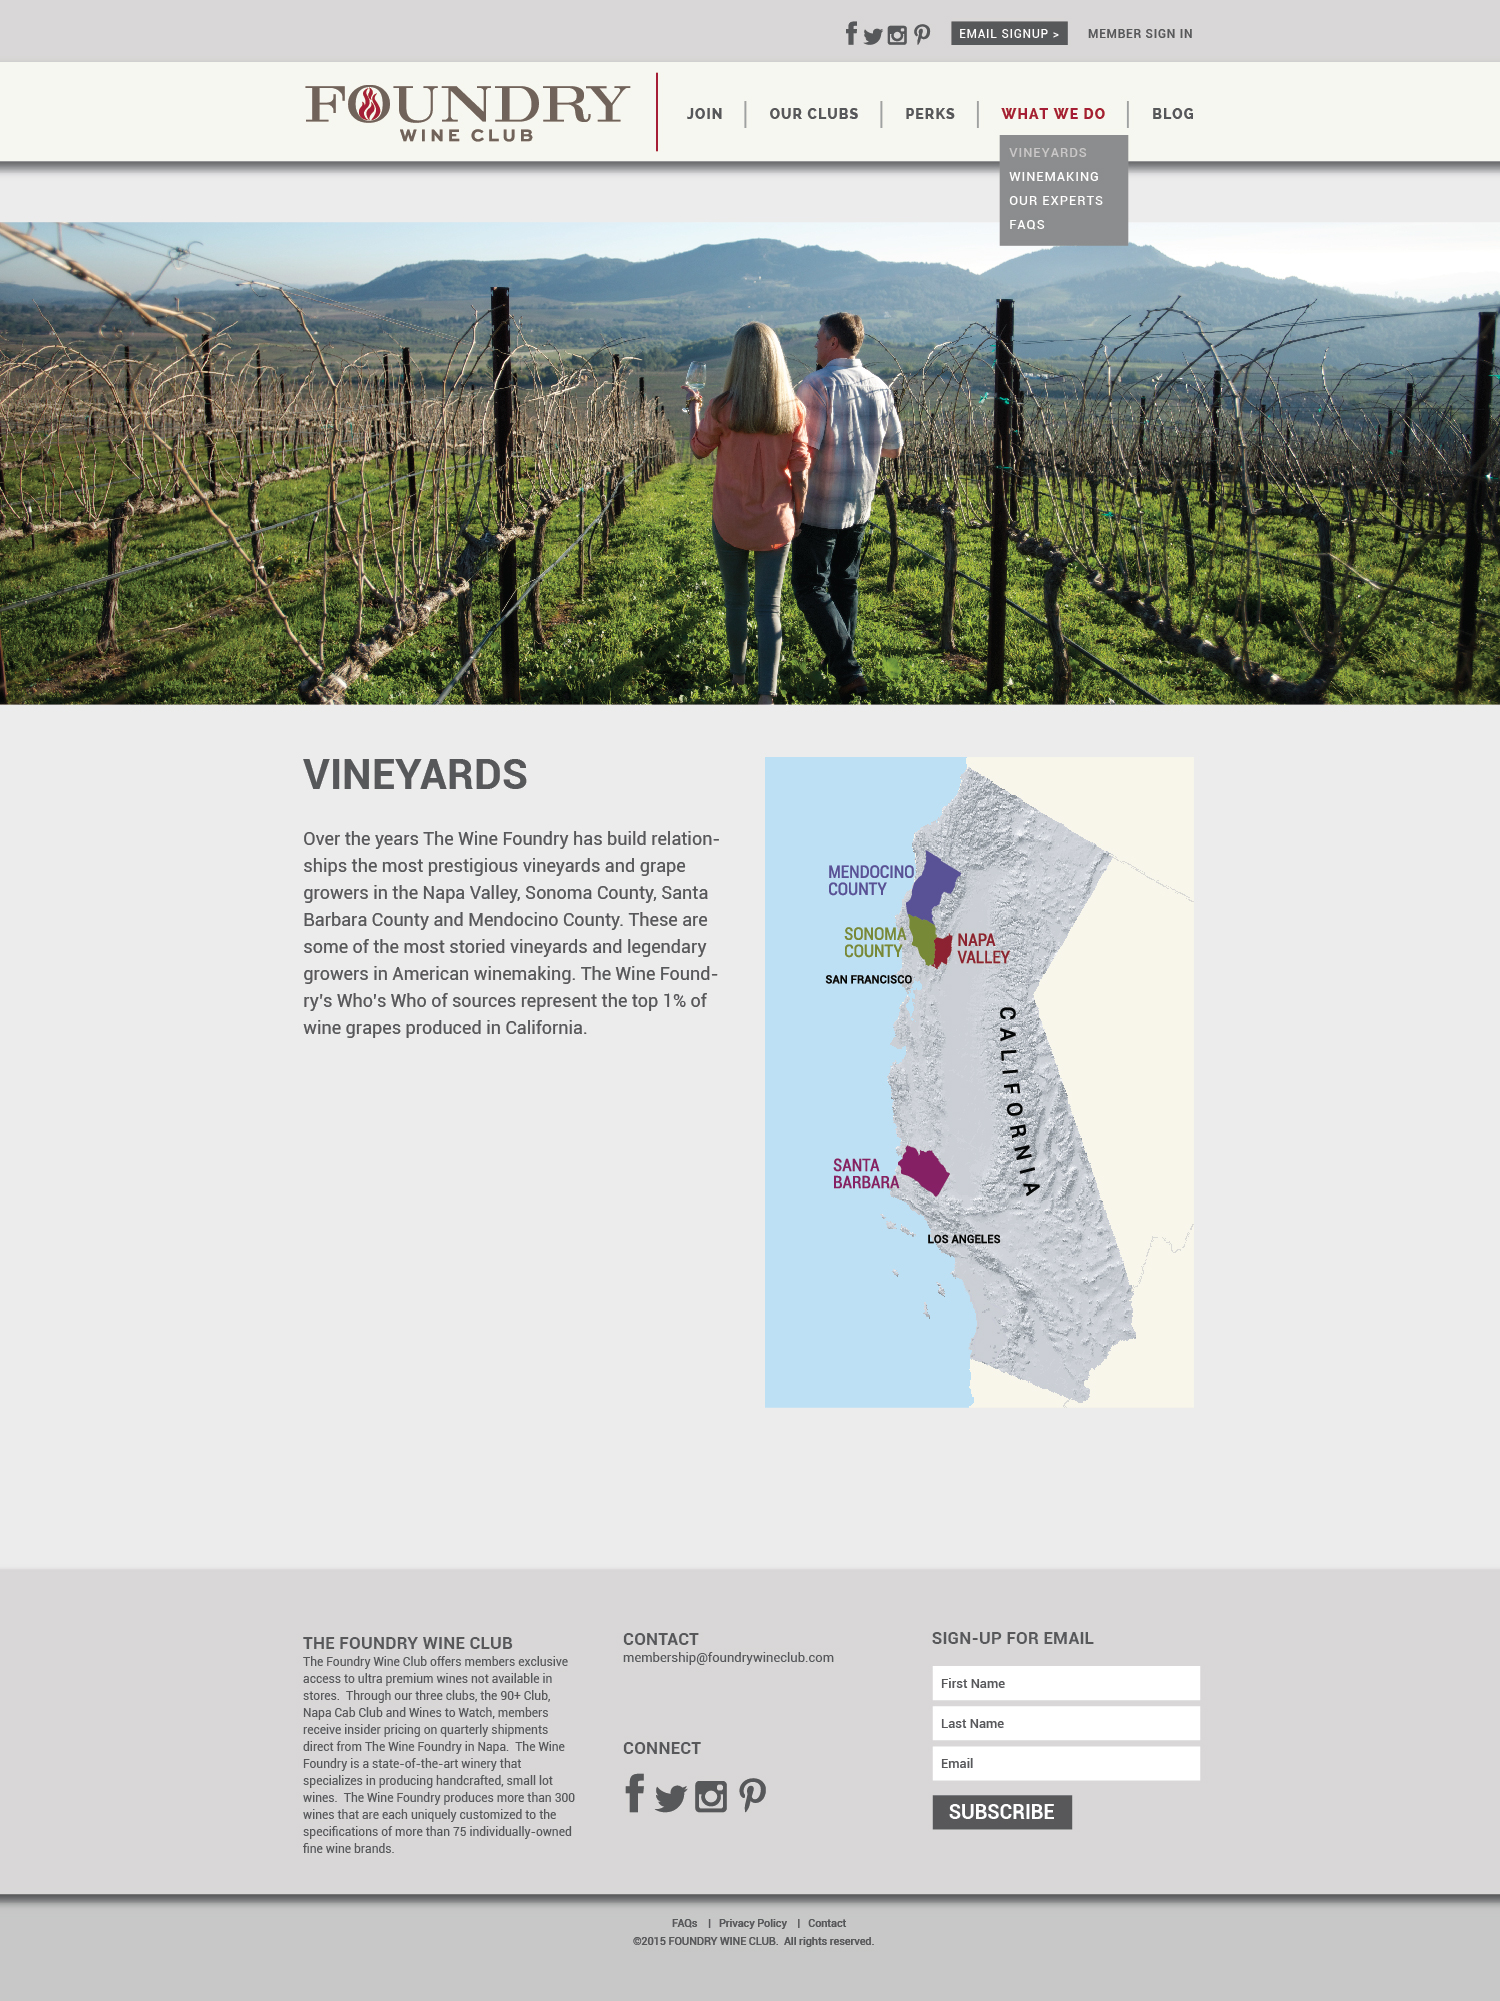 EMAIL SIGNUP >
MEMBER SIGN IN
FOUNDRY
WINE CLUB
JOIN
OUR CLUBS
PERKS
WHAT WE DO
BLOG
VINEYARDS
WINEMAKING
OUR EXPERTS
FAQS
VINEYARDS
Over the years The Wine Foundry has build relation-
ships the most prestigious vineyards and grape
growers in the Napa Valley, Sonoma County, Santa
Barbara County and Mendocino County. These are
some of the most storied vineyards and legendary
growers in American winemaking. The Wine Found-
ry's Who's Who of sources represent the top 1% of
wine grapes produced in California.
MENDOCINO
COUNTY
SONOMA
COUNTY
NAPA
VALLEY
SAN FRANCISCO
CALIFORNIA
SANTA
BARBARA
LOS ANGELES
THE FOUNDRY WINE CLUB
The Foundry Wine Club offers members exclusive
access to ultra premium wines not available in
stores.  Through our three clubs, the 90+ Club,
Napa Cab Club and Wines to Watch, members
receive insider pricing on quarterly shipments
direct from The Wine Foundry in Napa.  The Wine
Foundry is a state-of-the-art winery that
specializes in producing handcrafted, small lot
wines.  The Wine Foundry produces more than 300
wines that are each uniquely customized to the
specifications of more than 75 individually-owned
fine wine brands.
CONTACT
membership@foundrywineclub.com
CONNECT
SIGN-UP FOR EMAIL
First Name
Last Name
Email
SUBSCRIBE
FAQs | Privacy Policy | Contact
©2015 FOUNDRY WINE CLUB.  All rights reserved.